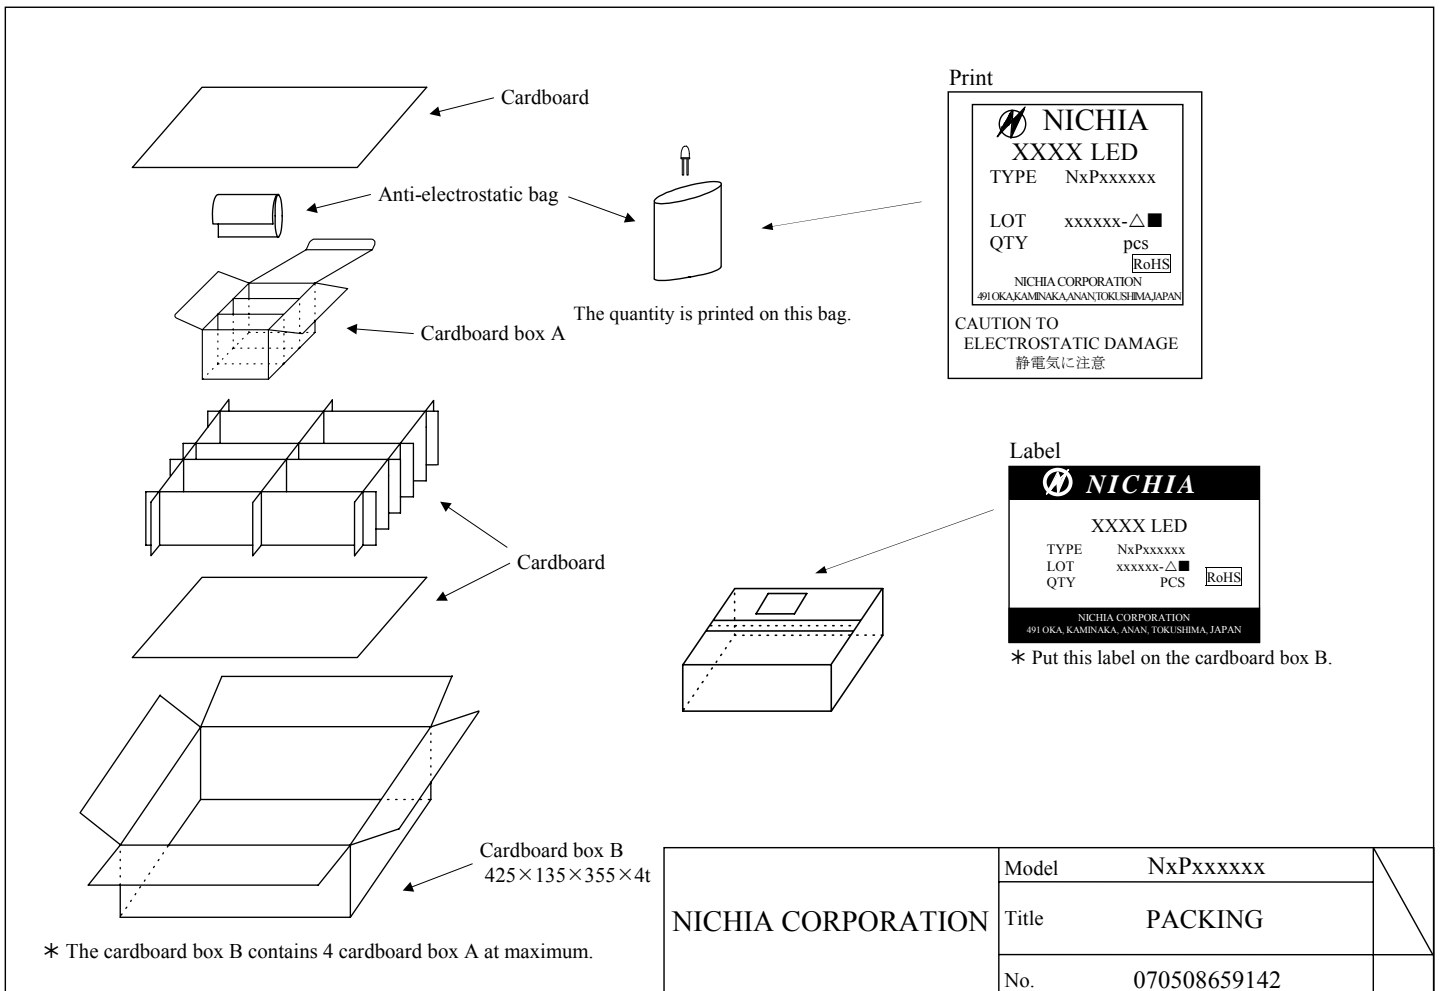 Cardboard
Anti-electrostatic bag
Cardboard box A
The quantity is printed on this bag.
Print
NICHIA
XXXX LED
TYPE NxPxxxxxx
LOT xxxxxx-△■
QTY pcs
RoHS
NICHIA CORPORATION
491 OKA,KAMINAKA,ANAN,TOKUSHIMA,JAPAN
CAUTION TO
ELECTROSTATIC DAMAGE
静電気に注意
Cardboard
Label
NICHIA
XXXX LED
TYPE NxPxxxxxx
LOT xxxxxx-△■
QTY PCS
RoHS
NICHIA CORPORATION
491 OKA, KAMINAKA, ANAN, TOKUSHIMA, JAPAN
＊ Put this label on the cardboard box B.
Cardboard box B
425×135×355×4t
＊ The cardboard box B contains 4 cardboard box A at maximum.
NICHIA CORPORATION
Model NxPxxxxxx
Title PACKING
No. 070508659142